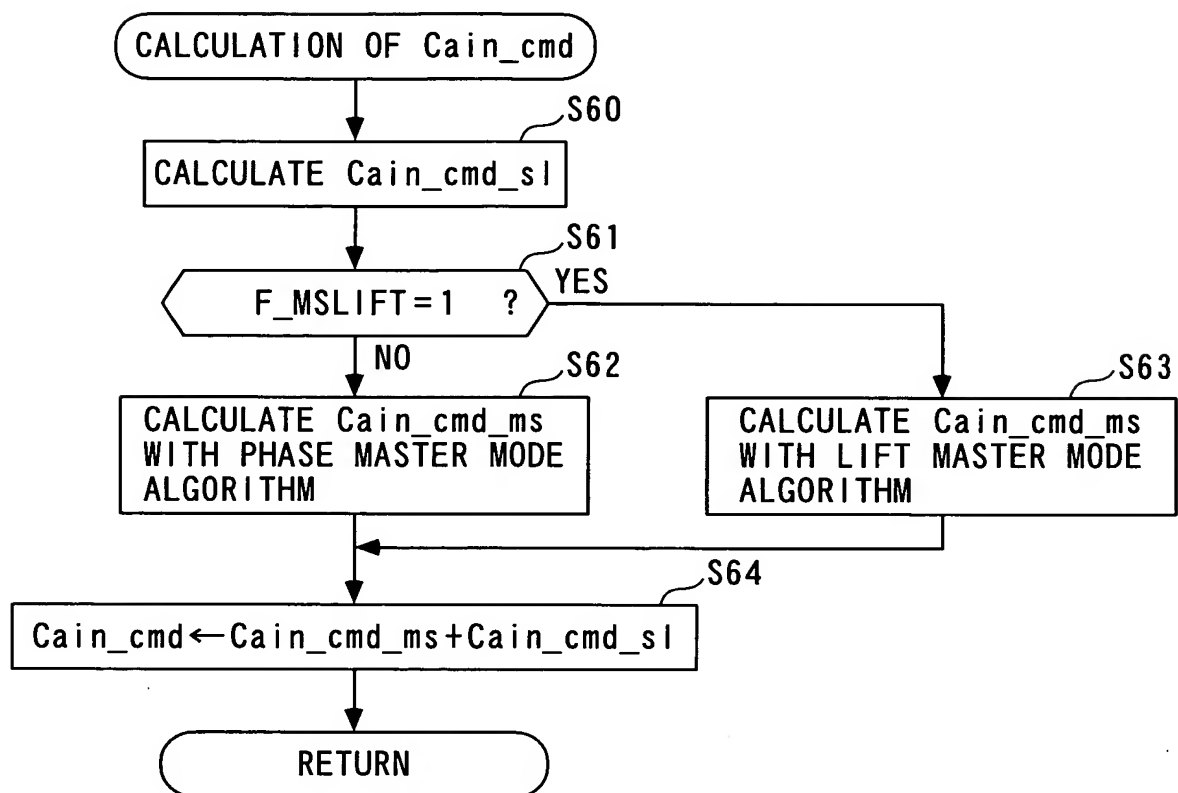 CALCULATION OF Cain_cmd
S60
CALCULATE Cain_cmd_sl
S61
F_MSLIFT=1 ?
YES
NO
S62
CALCULATE Cain_cmd_ms
WITH PHASE MASTER MODE
ALGORITHM
S63
CALCULATE Cain_cmd_ms
WITH LIFT MASTER MODE
ALGORITHM
S64
Cain_cmd←Cain_cmd_ms+Cain_cmd_sl
RETURN